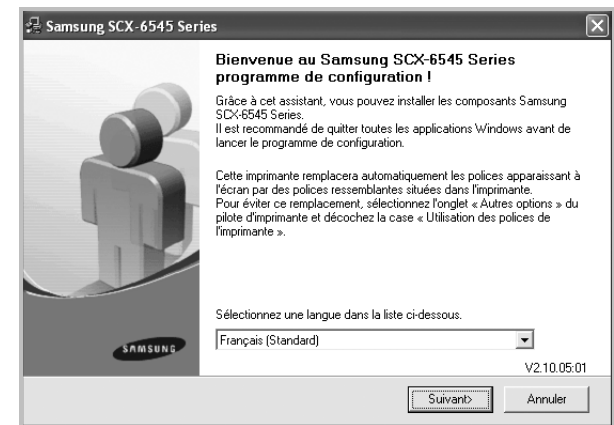 Samsung SCX-6545 Series
Bienvenue au Samsung SCX-6545 Series
programme de configuration !
Grâce à cet assistant, vous pouvez installer les composants Samsung
SCX-6545 Series.
Il est recommandé de quitter toutes les applications Windows avant de
lancer le programme de configuration.
Cette imprimante remplacera automatiquement les polices apparaissant à
l'écran par des polices ressemblantes situées dans l'imprimante.
Pour éviter ce remplacement, sélectionnez l'onglet « Autres options » du
pilote d'imprimante et décochez la case « Utilisation des polices de
l'imprimante ».
Sélectionnez une langue dans la liste ci-dessous.
Français (Standard)
SAMSUNG
V2.10.05:01
Suivant>
Annuler